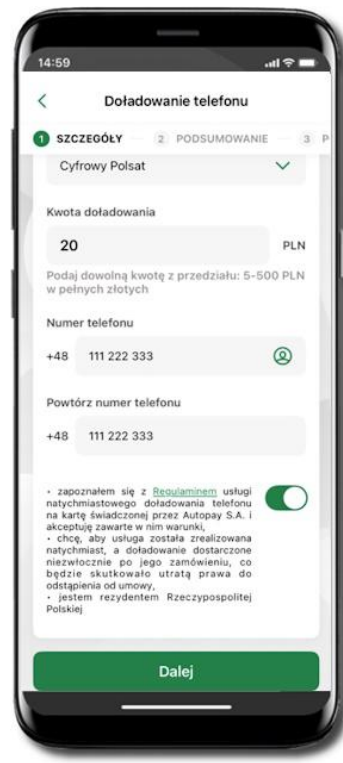 14:59
Doładowanie telefonu
1 SZCZEGÓŁY 2 PODSUMOWANIE 3 P
Cyfrowy Polsat
Kwota doładowania
20 PLN
Podaj dowolną kwotę z przedziału: 5-500 PLN
w pełnych złotych
Numer telefonu
+48 111 222 333
Powtórz numer telefonu
+48 111 222 333
• zapoznałem się z Regulaminem usługi
natychmiastowego doładowania telefonu
na kartę świadczonej przez Autopay S.A. i
akceptuję zawarte w nim warunki,
• chcę, aby usługa została zrealizowana
natychmiast, a doładowanie dostarczone
niezwłocznie po jego zamówieniu, co
będzie skutkowało utratą prawa do
odstąpienia od umowy,
• jestem rezydentem Rzeczypospolitej
Polskiej
Dalej